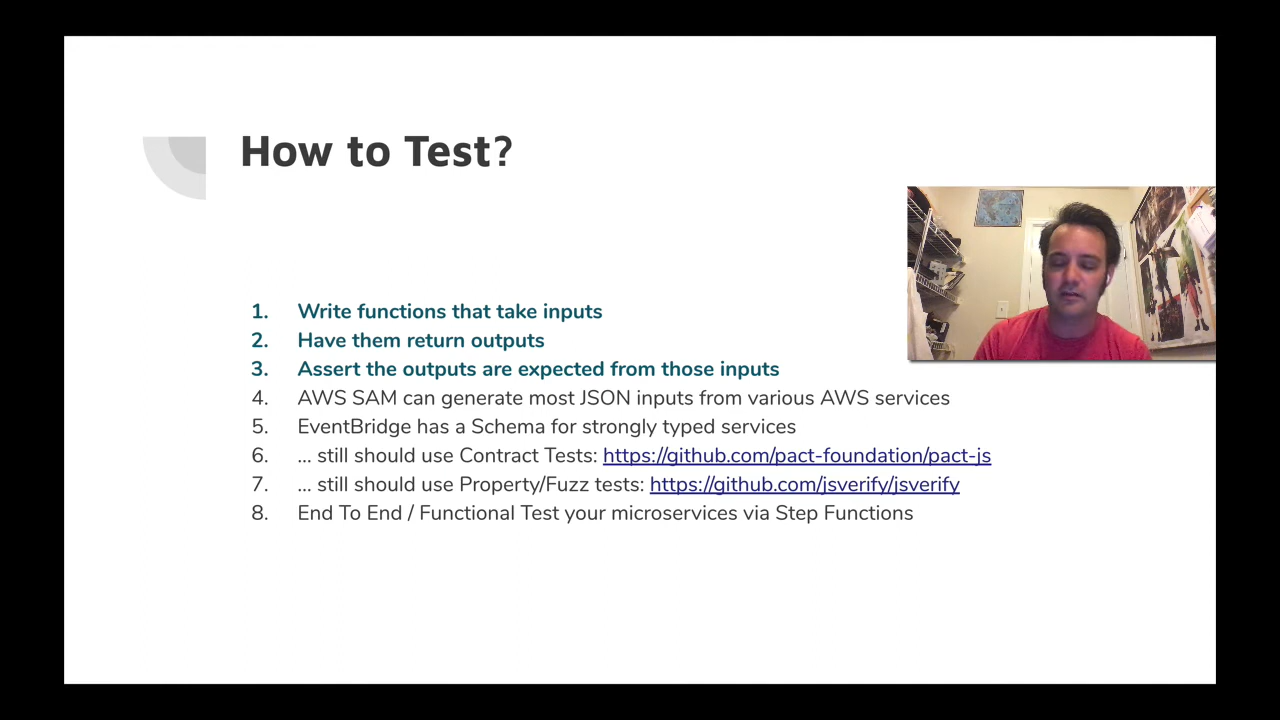 How to Test?
1. Write functions that take inputs
2. Have them return outputs
3. Assert the outputs are expected from those inputs
4. AWS SAM can generate most JSON inputs from various AWS services
5. EventBridge has a Schema for strongly typed services
6. ... still should use Contract Tests: https://github.com/pact-foundation/pact-js
7. ... still should use Property/Fuzz tests: https://github.com/jsverify/jsverify
8. End To End / Functional Test your microservices via Step Functions